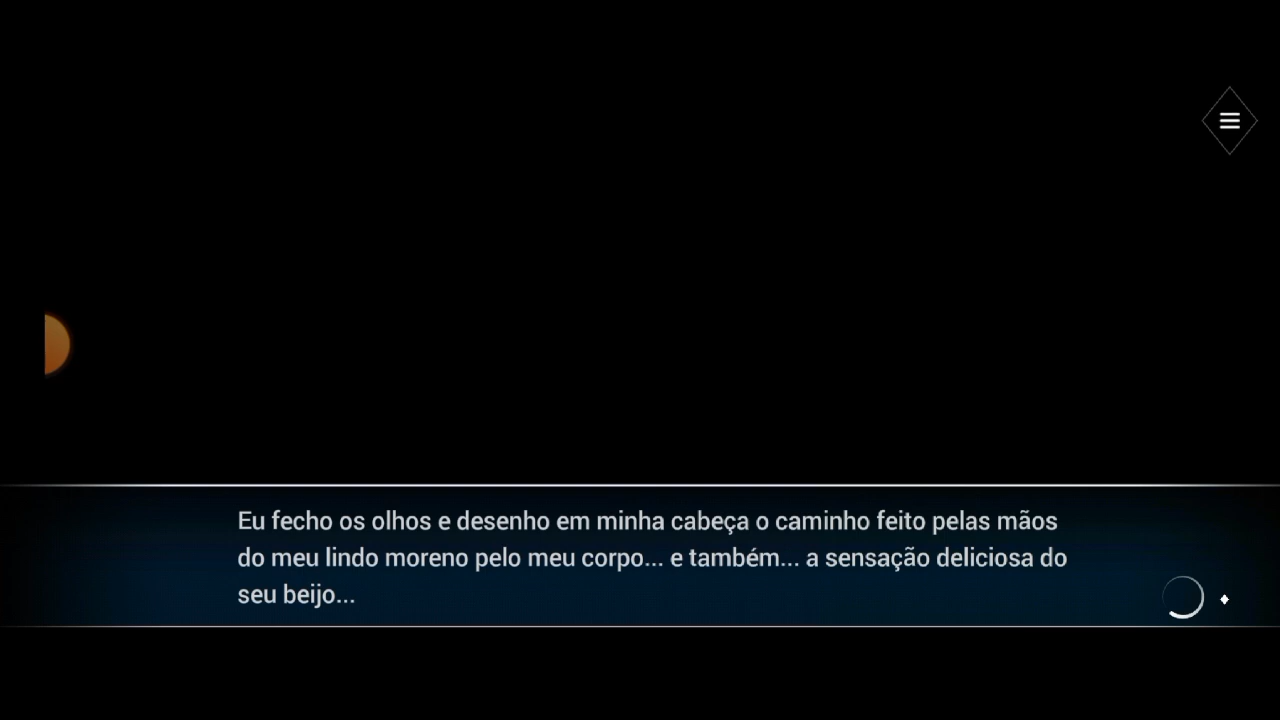 Eu fecho os olhos e desenho em minha cabeça o caminho feito pelas mãos
do meu lindo moreno pelo meu corpo... e também... a sensação deliciosa do
seu beijo...